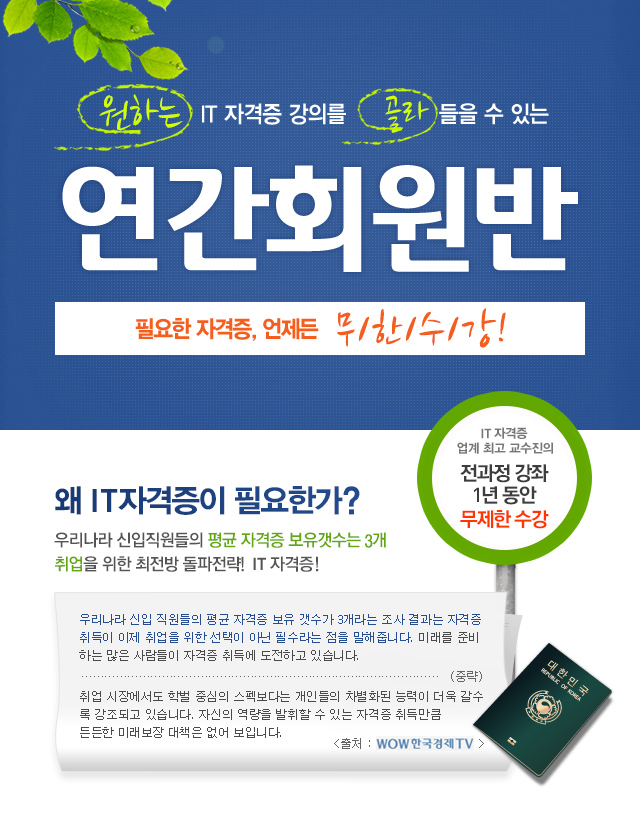 원하는 IT 자격증 강의를 골라 들을 수 있는
연간회원반
필요한 자격증, 언제든 무/한/수/강!
IT 자격증
업계 최고 교수진의
전과정 강좌
1년 동안
무제한 수강
왜 IT자격증이 필요한가?
우리나라 신입직원들의 평균 자격증 보유갯수는 3개
취업을 위한 최전방 돌파전략! IT 자격증!
우리나라 신입 직원들의 평균 자격증 보유 갯수가 3개라는 조사 결과는 자격증
취득이 이제 취업을 위한 선택이 아닌 필수라는 점을 말해줍니다. 미래를 준비
하는 많은 사람들이 자격증 취득에 도전하고 있습니다.
(중략)
취업 시장에서도 학벌 중심의 스펙보다는 개인들의 차별화된 능력이 더욱 갈수
록 강조되고 있습니다. 자신의 역량을 발휘할 수 있는 자격증 취득만큼
든든한 미래보장 대책은 없어 보입니다.
<출처 : WOW한국경제TV >
대한민국
REPUBLIC OF KOREA